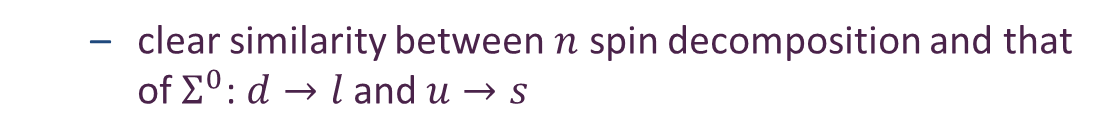 – clear similarity between n spin decomposition and that
of Σ⁰: d → l and u → s